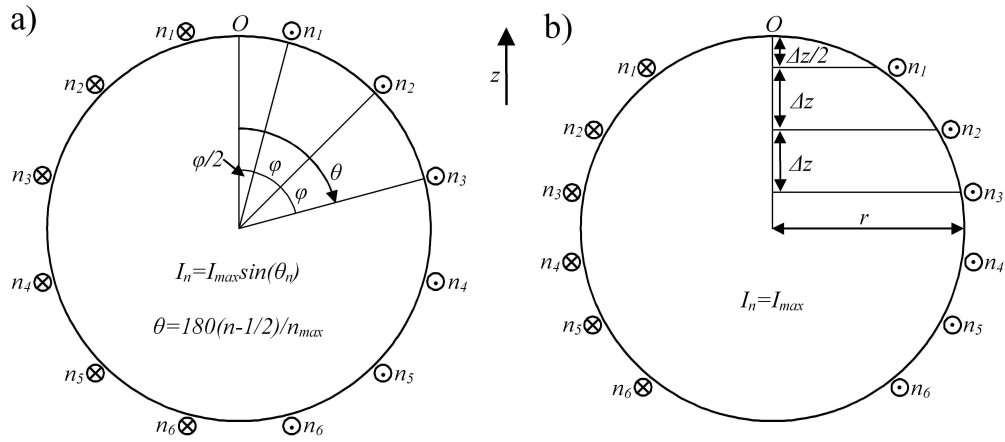 a)
O
n₁
n₁
n₂
n₂
φ/2
φ
φ
θ
n₃
n₃
Iₙ=Iₘₐₓsin(θₙ)
n₄
n₄
θ=180(n-1/2)/nₘₐₓ
n₅
n₅
n₆
n₆
z
b)
O
Δz/2
n₁
n₁
Δz
n₂
n₂
Δz
n₃
n₃
r
n₄
n₄
Iₙ=Iₘₐₓ
n₅
n₅
n₆
n₆